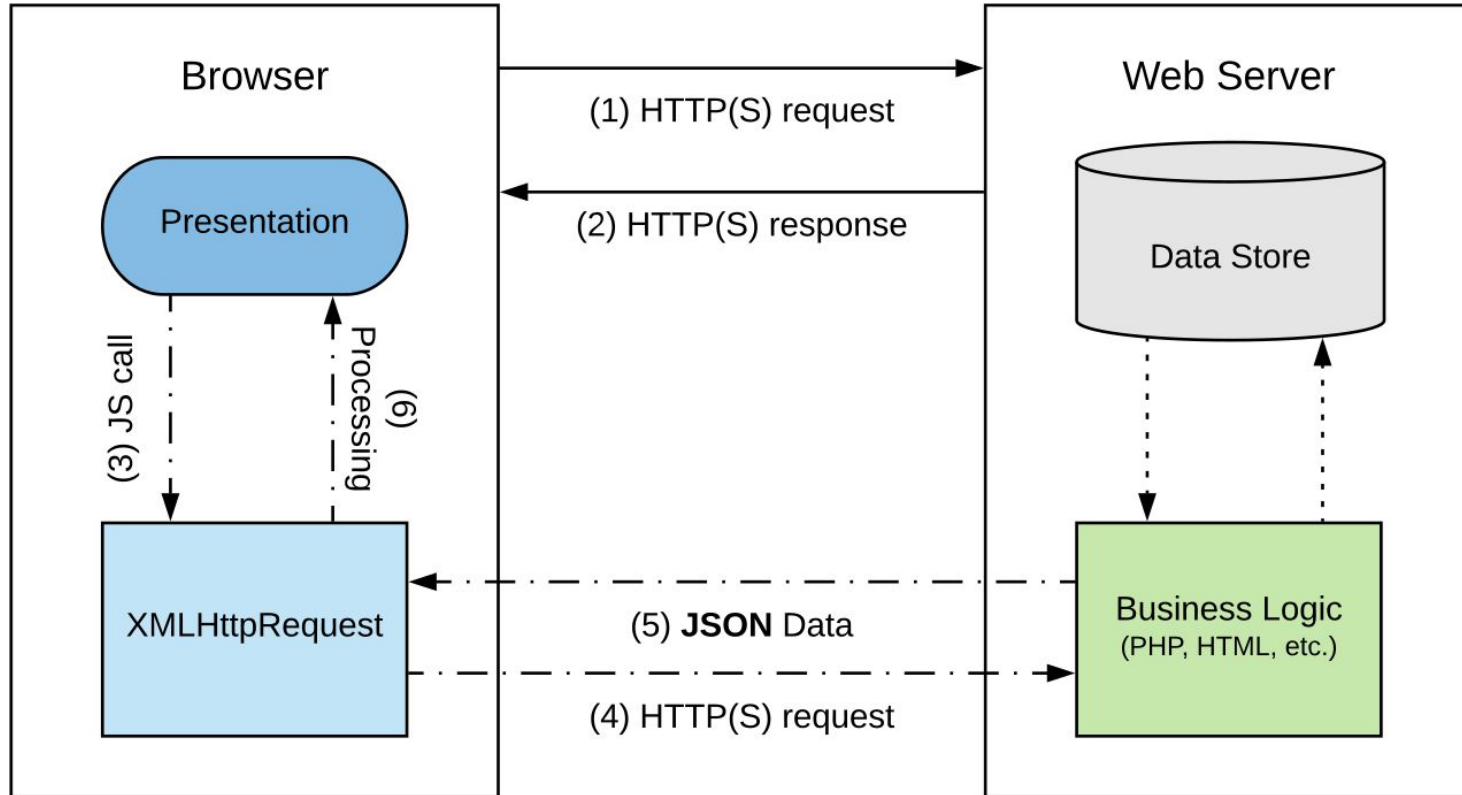 Browser
Web Server
(1) HTTP(S) request
(2) HTTP(S) response
Presentation
Data Store
(3) JS call
(6)
Processing
XMLHttpRequest
(5) JSON Data
(4) HTTP(S) request
Business Logic
(PHP, HTML, etc.)